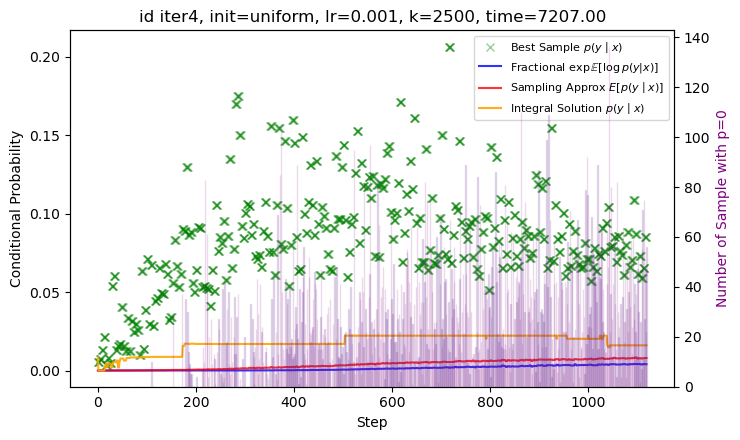 id iter4, init=uniform, lr=0.001, k=2500, time=7207.00
Conditional Probability
0.20
0.15
0.10
0.05
0.00
Best Sample p(y | x)
Fractional exp𝔼[log p(y|x)]
Sampling Approx E[p(y | x)]
Integral Solution p(y | x)
140
120
100
80
60
40
20
0
Number of Sample with p=0
0 200 400 600 800 1000
Step